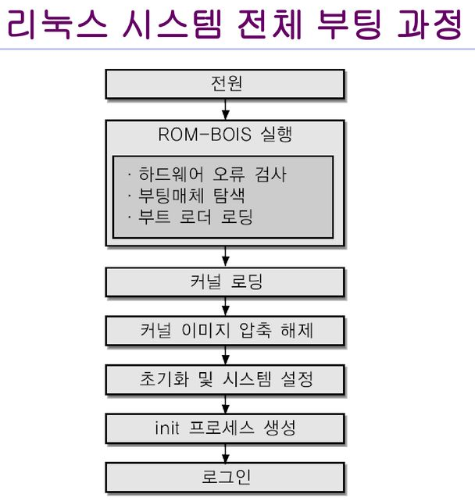 리눅스 시스템 전체 부팅 과정
전원
ROM-BOIS 실행
· 하드웨어 오류 검사
· 부팅매체 탐색
· 부트 로더 로딩
커널 로딩
커널 이미지 압축 해제
초기화 및 시스템 설정
init 프로세스 생성
로그인